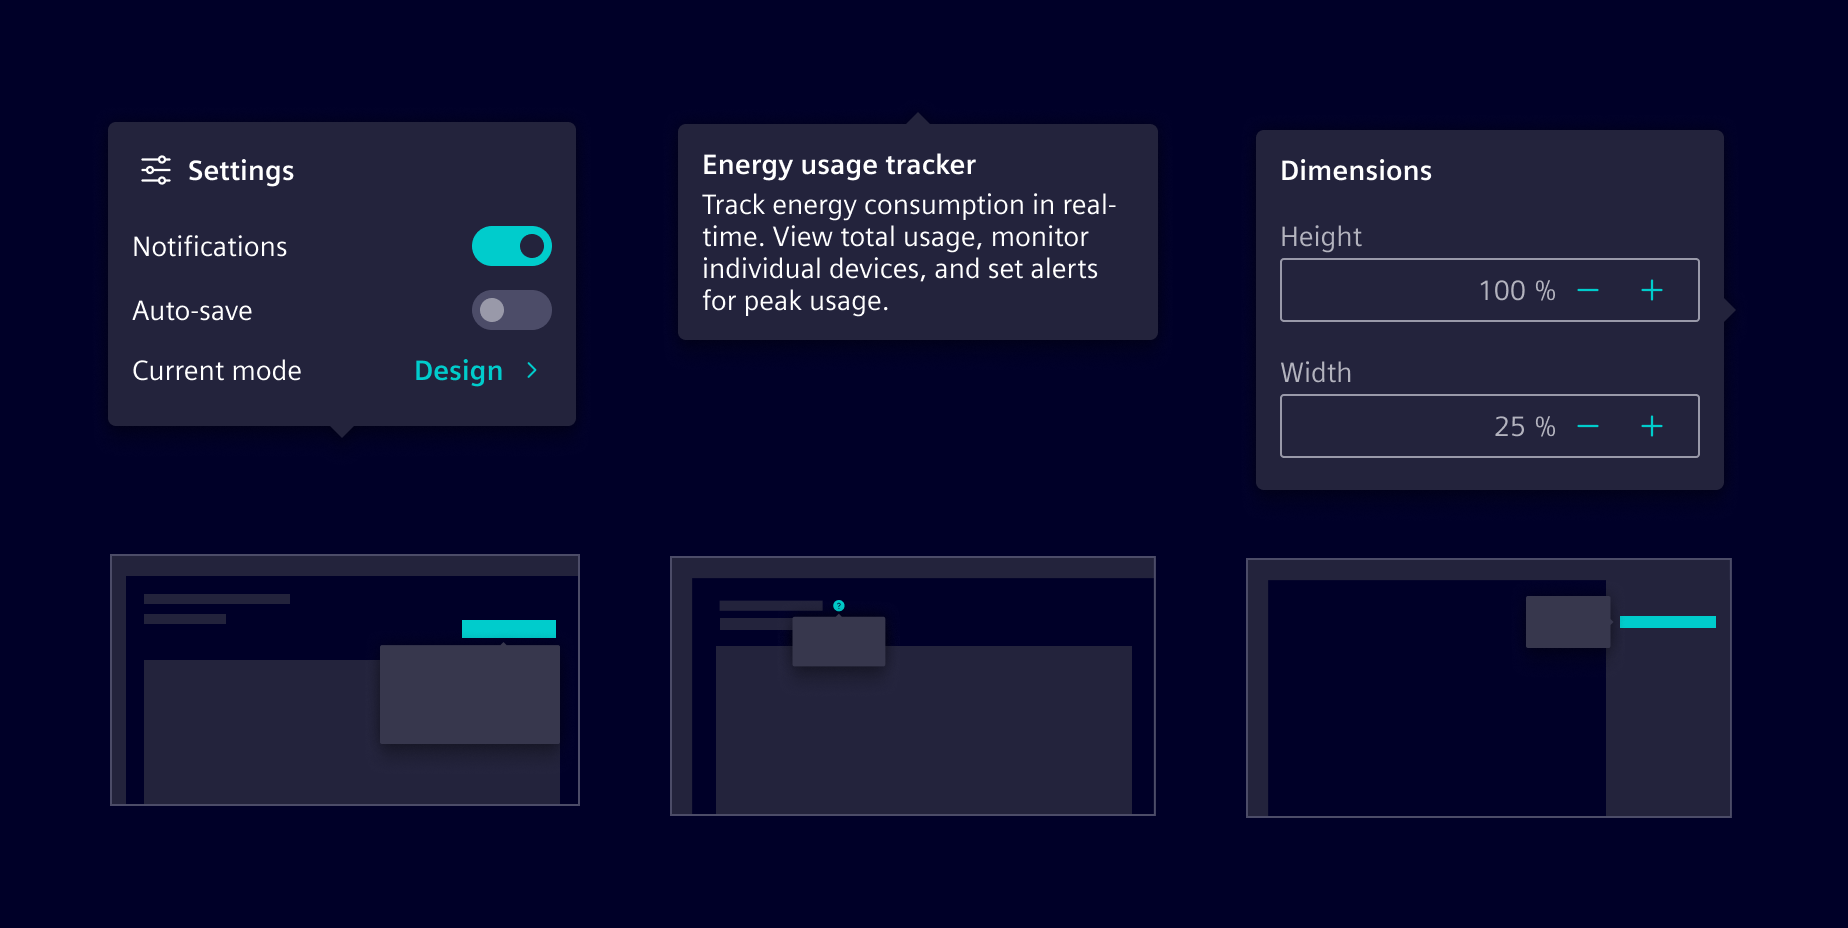 Settings
Notifications
Auto-save
Current mode Design
Energy usage tracker
Track energy consumption in real-
time. View total usage, monitor
individual devices, and set alerts
for peak usage.
Dimensions
Height
100 %
Width
25 %
?